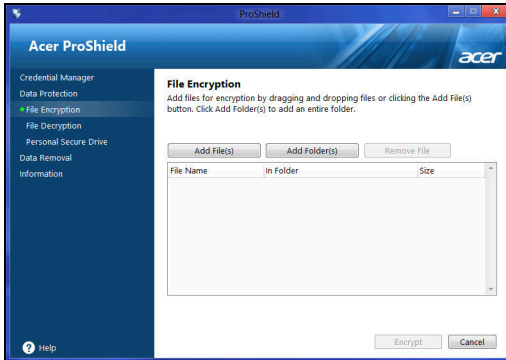 ProShield
Acer ProShield
acer
Credential Manager
Data Protection
File Encryption
File Decryption
Personal Secure Drive
Data Removal
Information
Help
File Encryption
Add files for encryption by dragging and dropping files or clicking the Add File(s)
button. Click Add Folder(s) to add an entire folder.
Add File(s)
Add Folder(s)
Remove File
File Name
In Folder
Size
Encrypt
Cancel